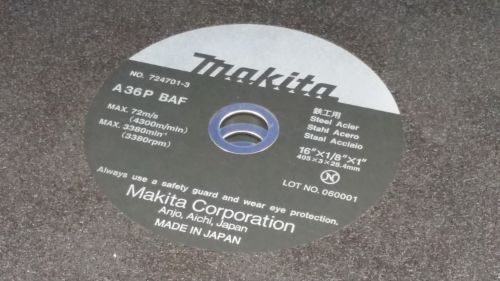 makita
NO. 724701-3
A36P BAF
MAX. 72m/s
(4300m/min)
MAX. 3380min⁻¹
(3380rpm)
鉄工用
Steel Acier
Stahl Acero
Staal Acciaio
16"×1/8"×1"
405×3×25.4mm
N
LOT NO. 060001
Always use a safety guard and wear eye protection.
Makita Corporation
Anjo, Aichi, Japan
MADE IN JAPAN